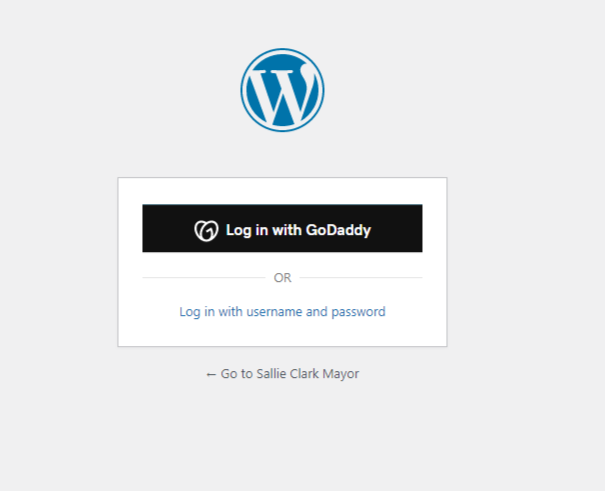 W
Log in with GoDaddy
OR
Log in with username and password
← Go to Sallie Clark Mayor